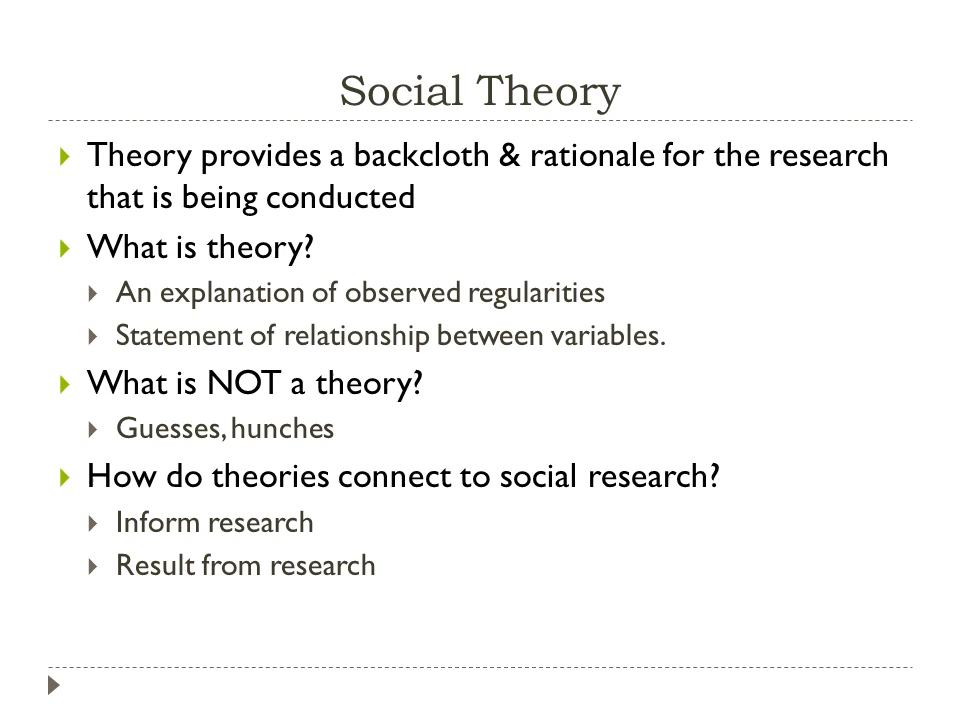 Social Theory
Theory provides a backcloth & rationale for the research
that is being conducted
What is theory?
An explanation of observed regularities
Statement of relationship between variables.
What is NOT a theory?
Guesses, hunches
How do theories connect to social research?
Inform research
Result from research